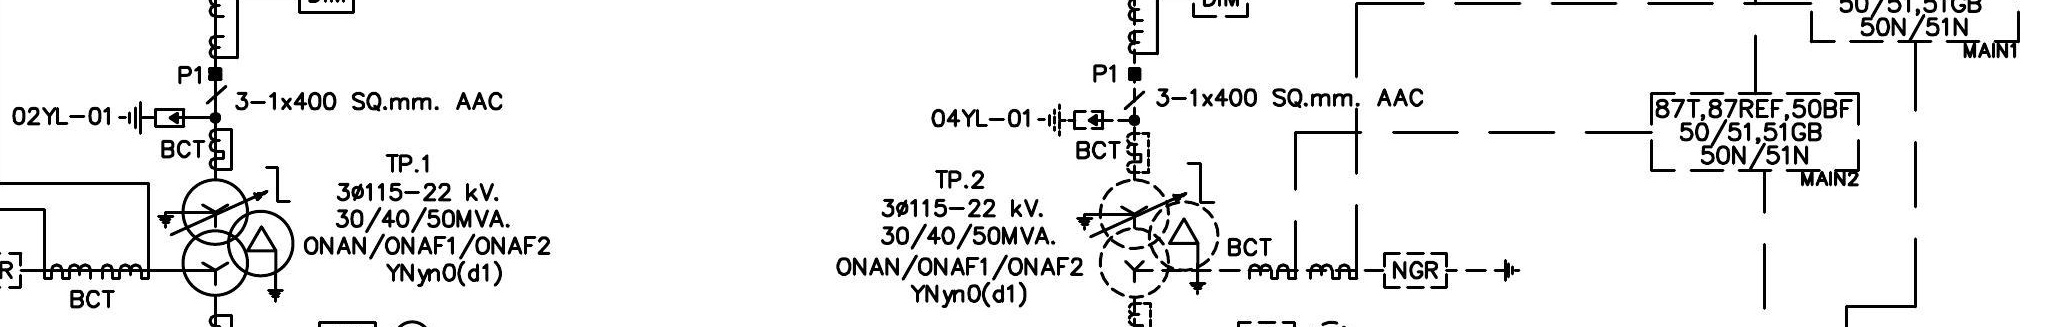 DIM
DIM
50/51,51GB
50N/51N
MAIN1
P1
3-1x400 SQ.mm. AAC
02YL-01
BCT
TP.1
3ø115-22 kV.
30/40/50MVA.
ONAN/ONAF1/ONAF2
YNyn0(d1)
R
BCT
P1
3-1x400 SQ.mm. AAC
04YL-01
BCT
TP.2
3ø115-22 kV.
30/40/50MVA.
ONAN/ONAF1/ONAF2
YNyn0(d1)
BCT
NGR
87T,87REF,50BF
50/51,51GB
50N/51N
MAIN2